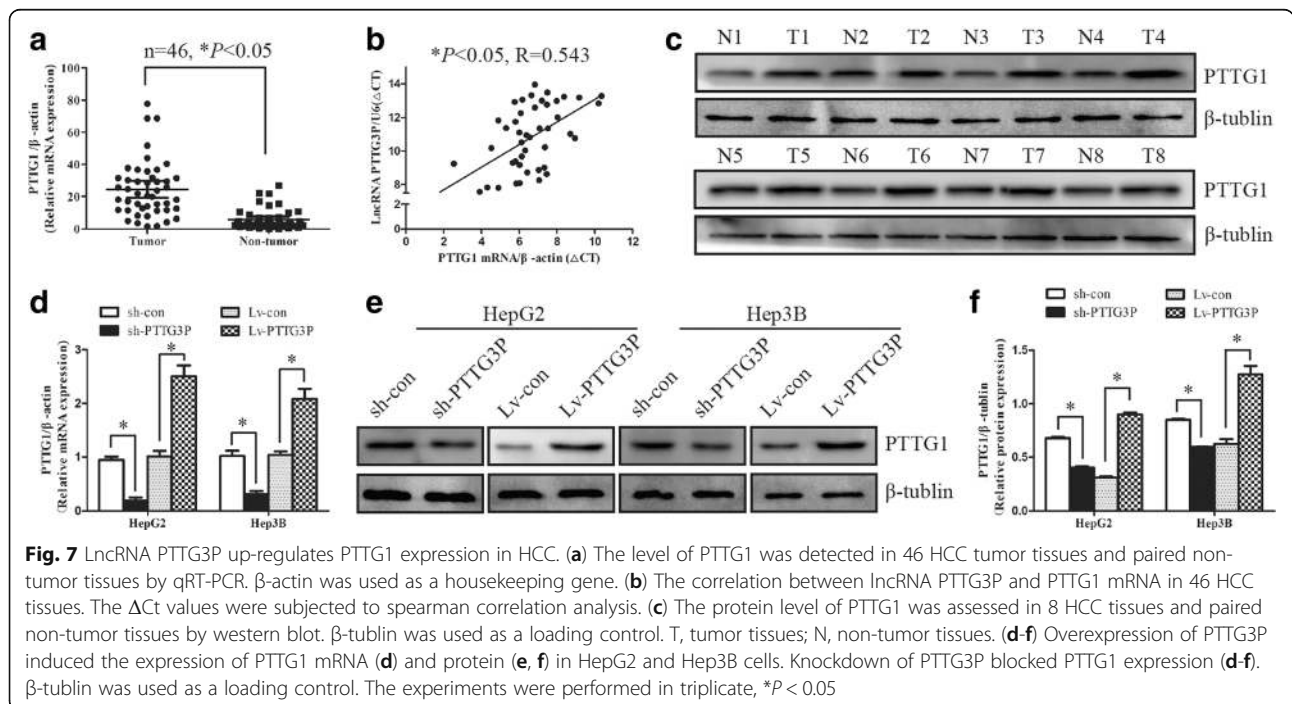 a
n=46, *P<0.05
PTTG1/β-actin
(Relative mRNA expression)
100
80
60
40
20
0
Tumor
Non-tumor
b
*P<0.05, R=0.543
LncRNA PTTG3P/U6(△CT)
14
12
10
8
2
0
0
2
4
6
8
10
12
PTTG1 mRNA/β-actin (△CT)
c
N1 T1 N2 T2 N3 T3 N4 T4
PTTG1
β-tublin
N5 T5 N6 T6 N7 T7 N8 T8
PTTG1
β-tublin
d
sh-con
Lv-con
sh-PTTG3P
Lv-PTTG3P
PTTG1/β-actin
(Relative mRNA expression)
3
2
1
0
*
*
*
*
HepG2
Hep3B
e
HepG2
Hep3B
sh-con
sh-PTTG3P
Lv-con
Lv-PTTG3P
sh-con
sh-PTTG3P
Lv-con
Lv-PTTG3P
PTTG1
β-tublin
f
sh-con
Lv-con
sh-PTTG3P
Lv-PTTG3P
PTTG1/β-tublin
(Relative protein expression)
1.5
1.0
0.5
0.0
*
*
*
*
HepG2
Hep3B
Fig. 7 LncRNA PTTG3P up-regulates PTTG1 expression in HCC. (a) The level of PTTG1 was detected in 46 HCC tumor tissues and paired non-
tumor tissues by qRT-PCR. β-actin was used as a housekeeping gene. (b) The correlation between lncRNA PTTG3P and PTTG1 mRNA in 46 HCC
tissues. The ΔCt values were subjected to spearman correlation analysis. (c) The protein level of PTTG1 was assessed in 8 HCC tissues and paired
non-tumor tissues by western blot. β-tublin was used as a loading control. T, tumor tissues; N, non-tumor tissues. (d-f) Overexpression of PTTG3P
induced the expression of PTTG1 mRNA (d) and protein (e, f) in HepG2 and Hep3B cells. Knockdown of PTTG3P blocked PTTG1 expression (d-f).
β-tublin was used as a loading control. The experiments were performed in triplicate, *P < 0.05